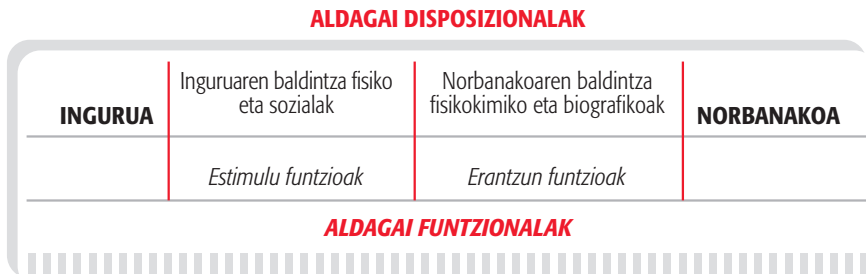 ALDAGAI DISPOSIZIONALAK
INGURUA
Inguruaren baldintza fisiko
eta sozialak
Norbanakoaren baldintza
fisikokimiko eta biografikoak
NORBANAKOA
Estimulu funtzioak
Erantzun funtzioak
ALDAGAI FUNTZIONALAK